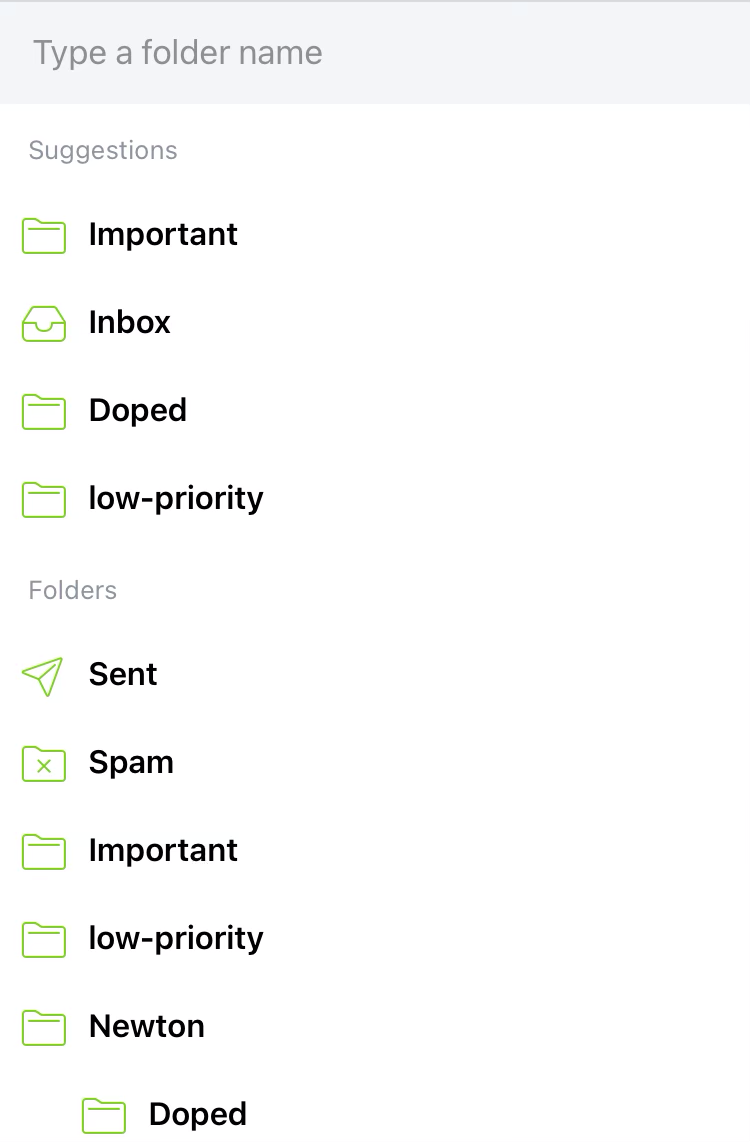 Type a folder name
Suggestions
Important
Inbox
Doped
low-priority
Folders
Sent
Spam
Important
low-priority
Newton
Doped